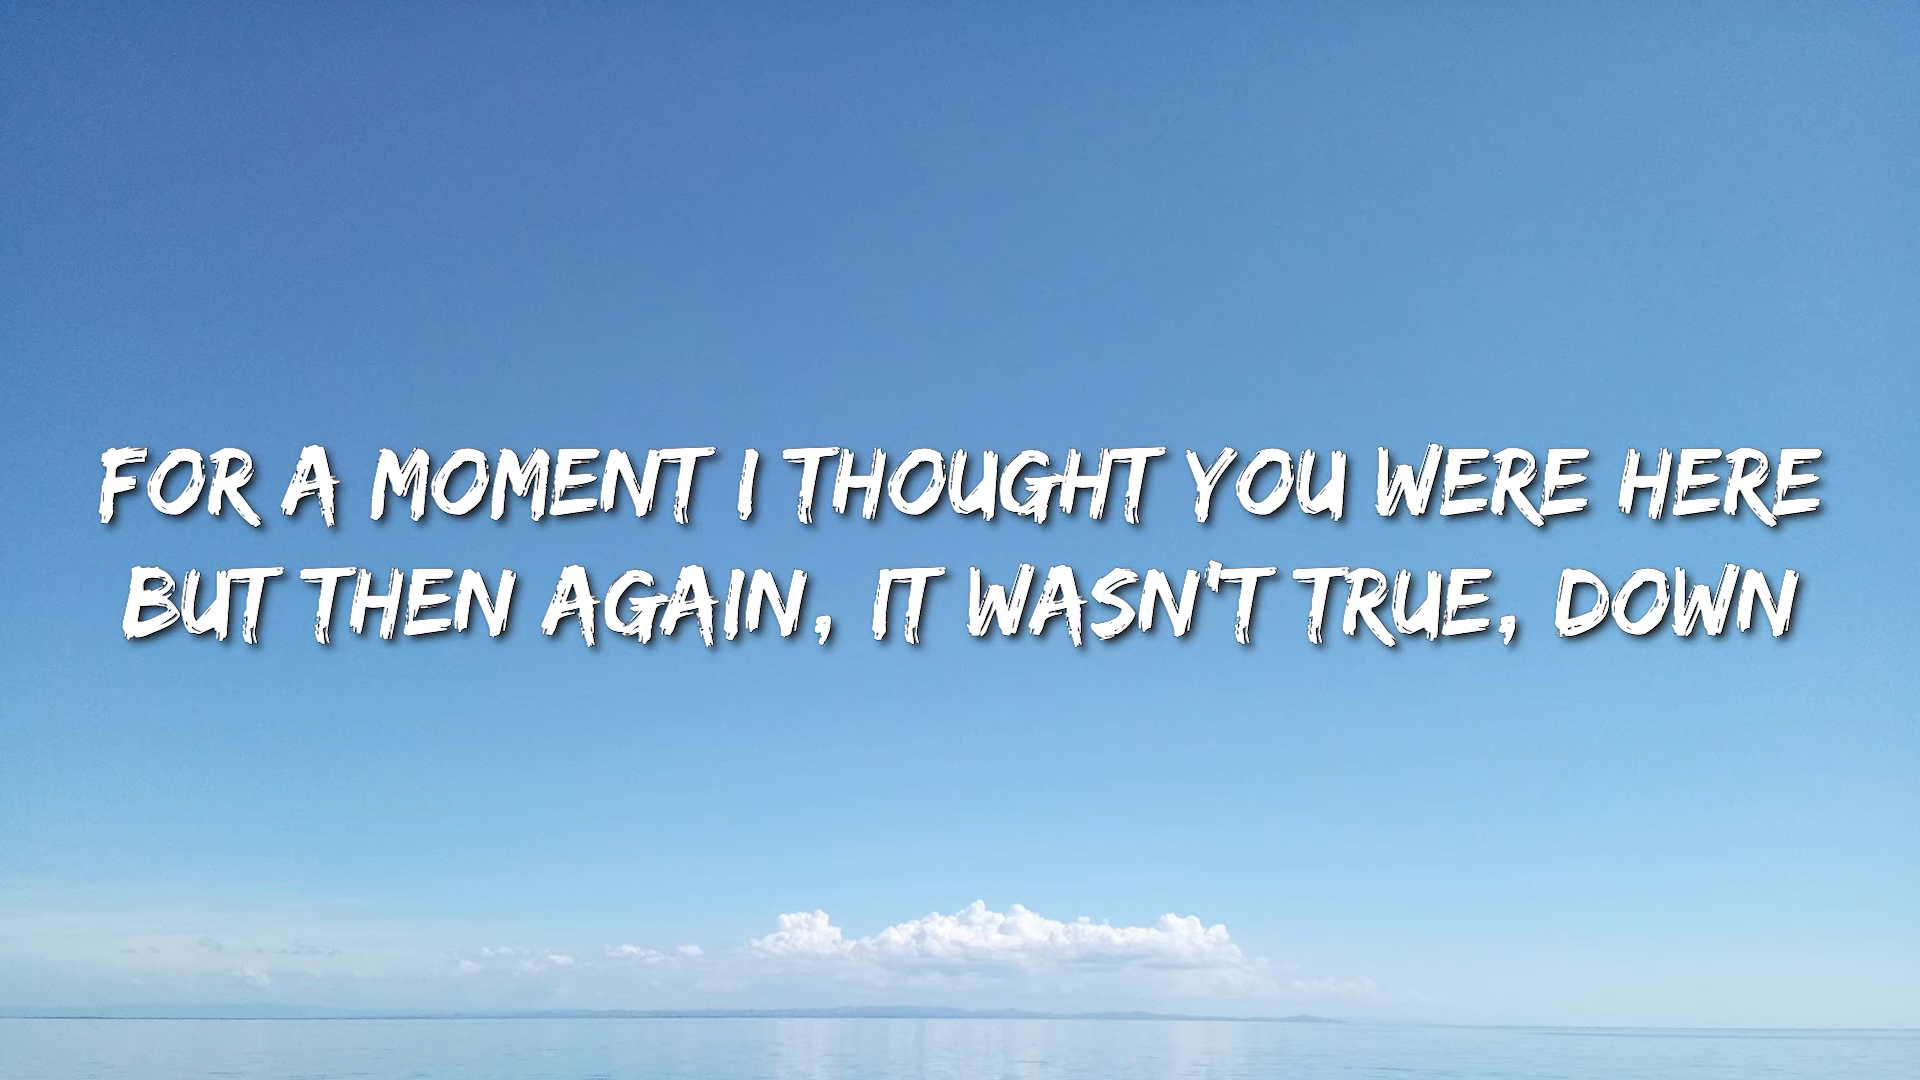 FOR A MOMENT I THOUGHT YOU WERE HERE
BUT THEN AGAIN, IT WASN'T TRUE, DOWN